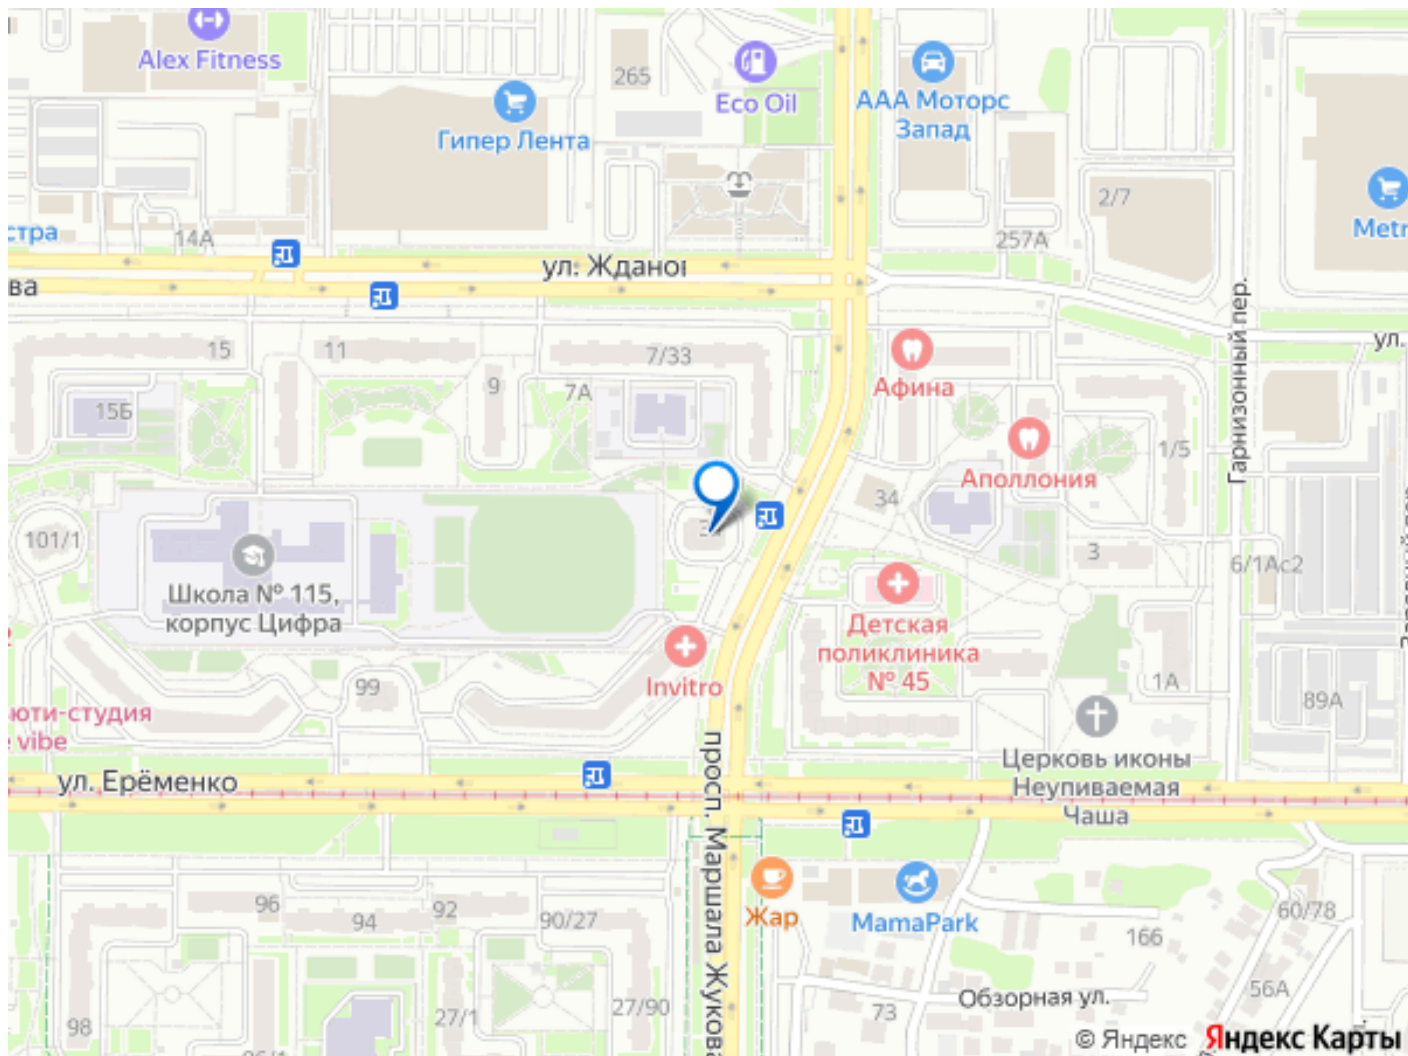 Alex Fitness
265
Eco Oil
ААА Моторс
Запад
Гипер Лента
2/7
Metr
стра
14А
257А
ул. Ждано
ва
Гарнизонный пер.
ул.
15
11
7/33
9
7А
15Б
Афина
Аполлония
1/5
34
101/1
3
6/1Ас2
Школа № 115,
корпус Цифра
Детская
поликлиника
№ 45
Invitro
99
1А
89А
юти-студия
vibe
Церковь иконы
Неупиваемая
Чаша
ул. Ерёменко
просп. Маршала Жукова
Жар
MamaPark
96
94
92
90/27
60/78
166
98
27/1
27/90
73
Обзорная ул.
56А
© Яндекс Яндекс Карты